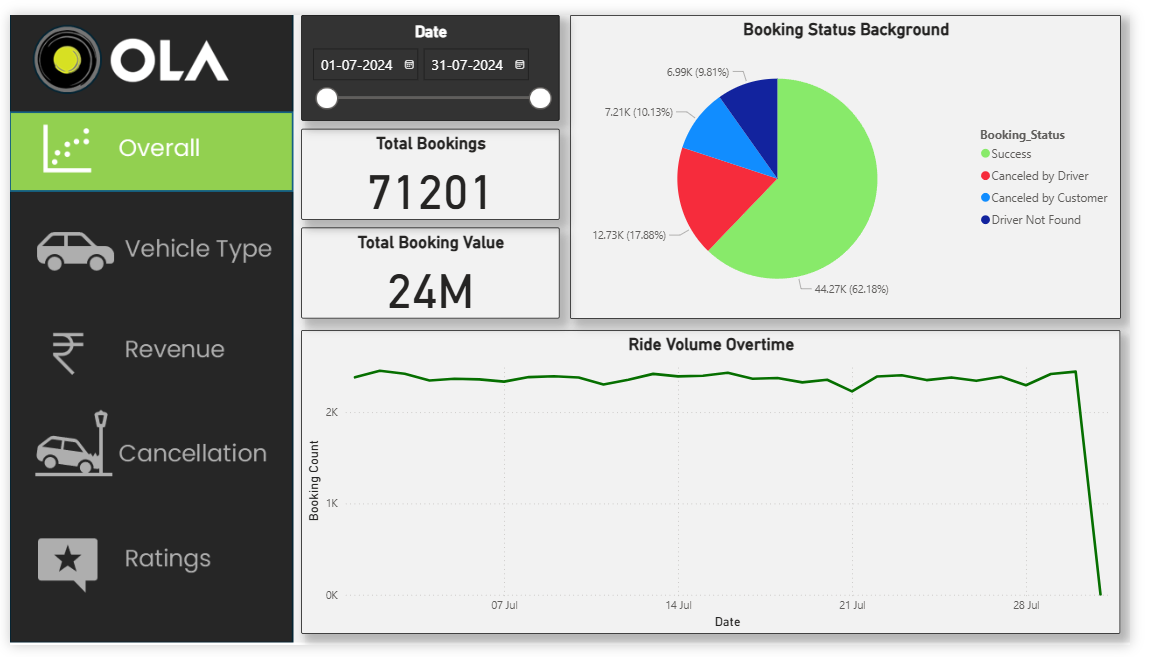 OLA
Overall
Vehicle Type
Revenue
Cancellation
Ratings
Date
01-07-2024 31-07-2024
Total Bookings
71201
Total Booking Value
24M
Booking Status Background
6.99K (9.81%)
7.21K (10.13%)
12.73K (17.88%)
44.27K (62.18%)
Booking_Status
Success
Canceled by Driver
Canceled by Customer
Driver Not Found
Ride Volume Overtime
Booking Count
2K
1K
0K
07 Jul 14 Jul 21 Jul 28 Jul
Date